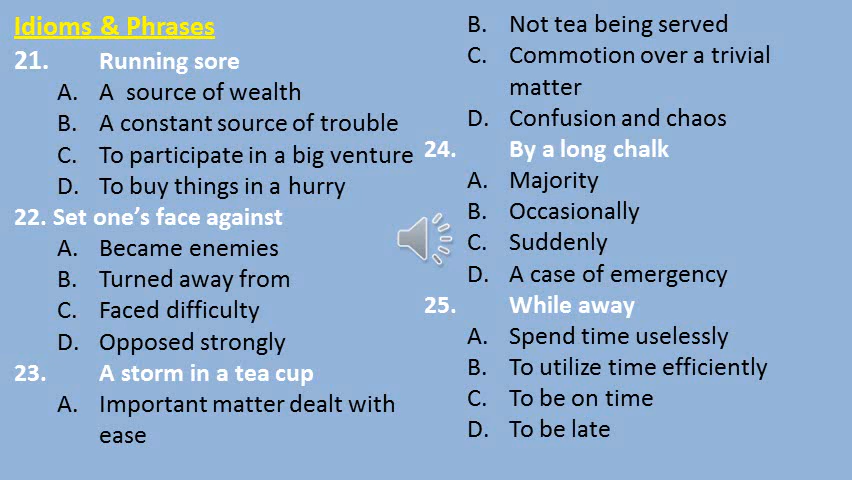 Idioms & Phrases
21. Running sore
A. A source of wealth
B. A constant source of trouble
C. To participate in a big venture
D. To buy things in a hurry
22. Set one's face against
A. Became enemies
B. Turned away from
C. Faced difficulty
D. Opposed strongly
23. A storm in a tea cup
A. Important matter dealt with
ease
B. Not tea being served
C. Commotion over a trivial
matter
D. Confusion and chaos
24. By a long chalk
A. Majority
B. Occasionally
C. Suddenly
D. A case of emergency
25. While away
A. Spend time uselessly
B. To utilize time efficiently
C. To be on time
D. To be late